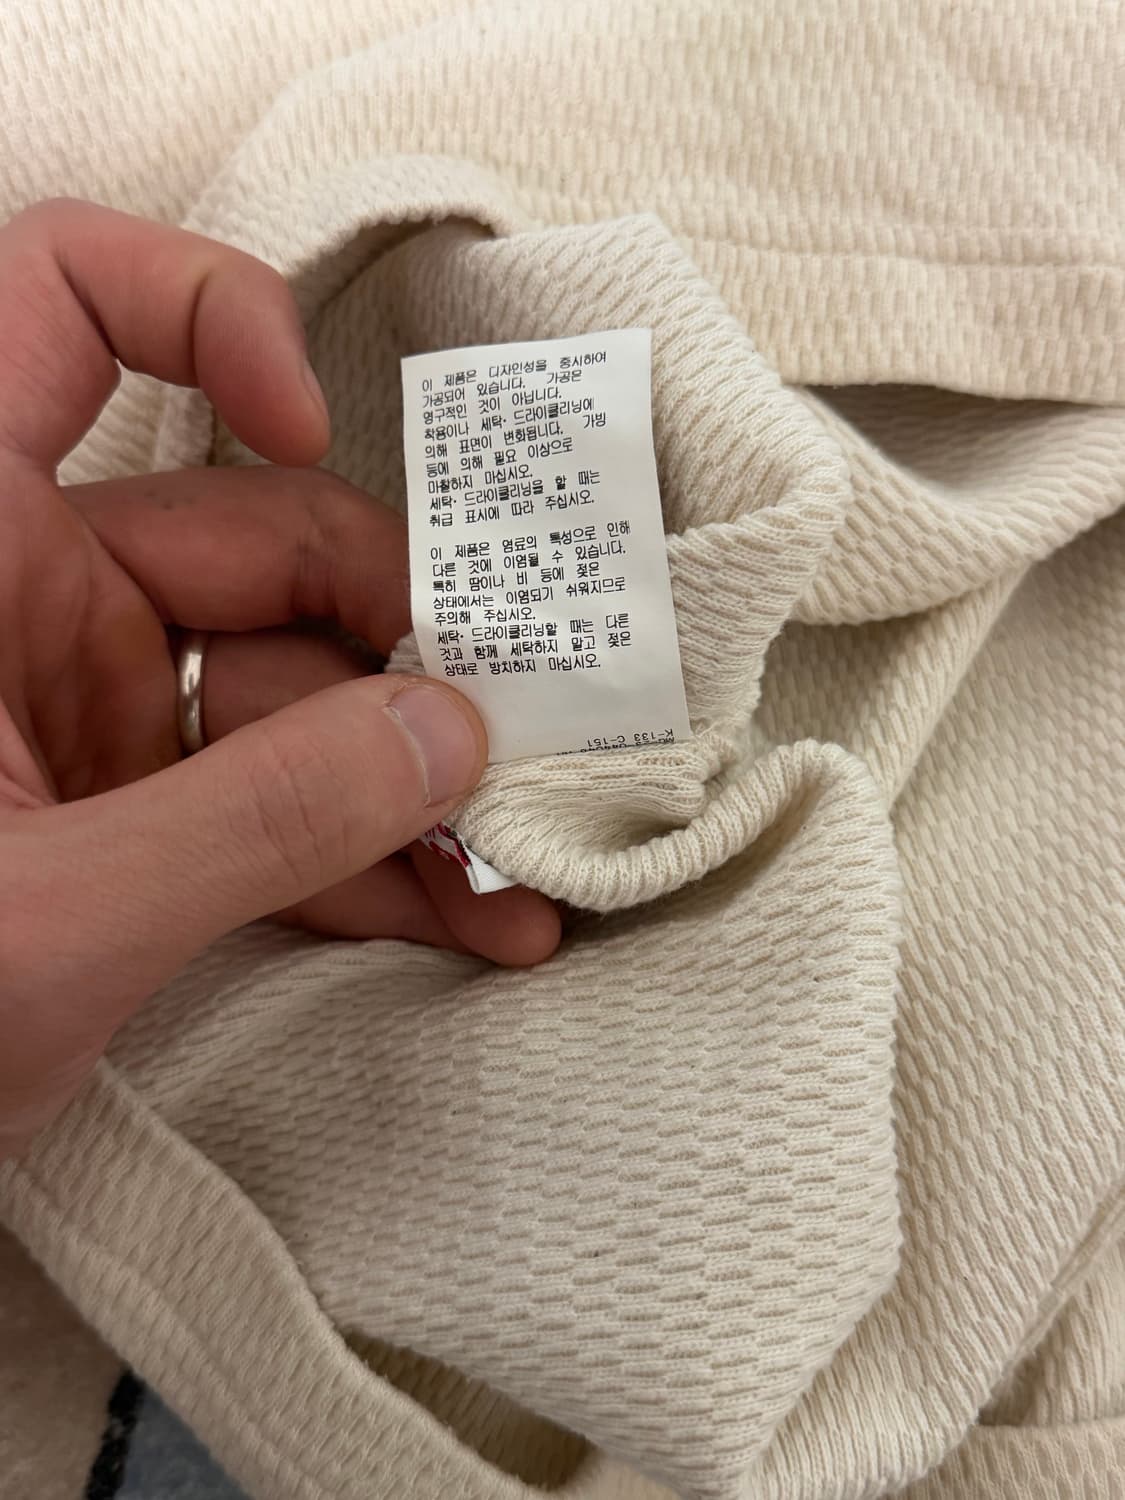 이 제품은 디자인성을 중시하여
가공되어 있습니다. 가공은
영구적인 것이 아닙니다.
착용이나 세탁· 드라이클리닝에
의해 표면이 변화됩니다. 가방
등에 의해 필요 이상으로
마찰하지 마십시오.
세탁· 드라이클리닝을 할 때는
취급 표시에 따라 주십시오.
이 제품은 염료의 특성으로 인해
다른 것에 이염될 수 있습니다.
특히 땀이나 비 등에 젖은
상태에서는 이염되기 쉬워지므로
주의해 주십시오.
세탁· 드라이클리닝할 때는 다른
것과 함께 세탁하지 말고 젖은
상태로 방치하지 마십시오.
K-133 C-151